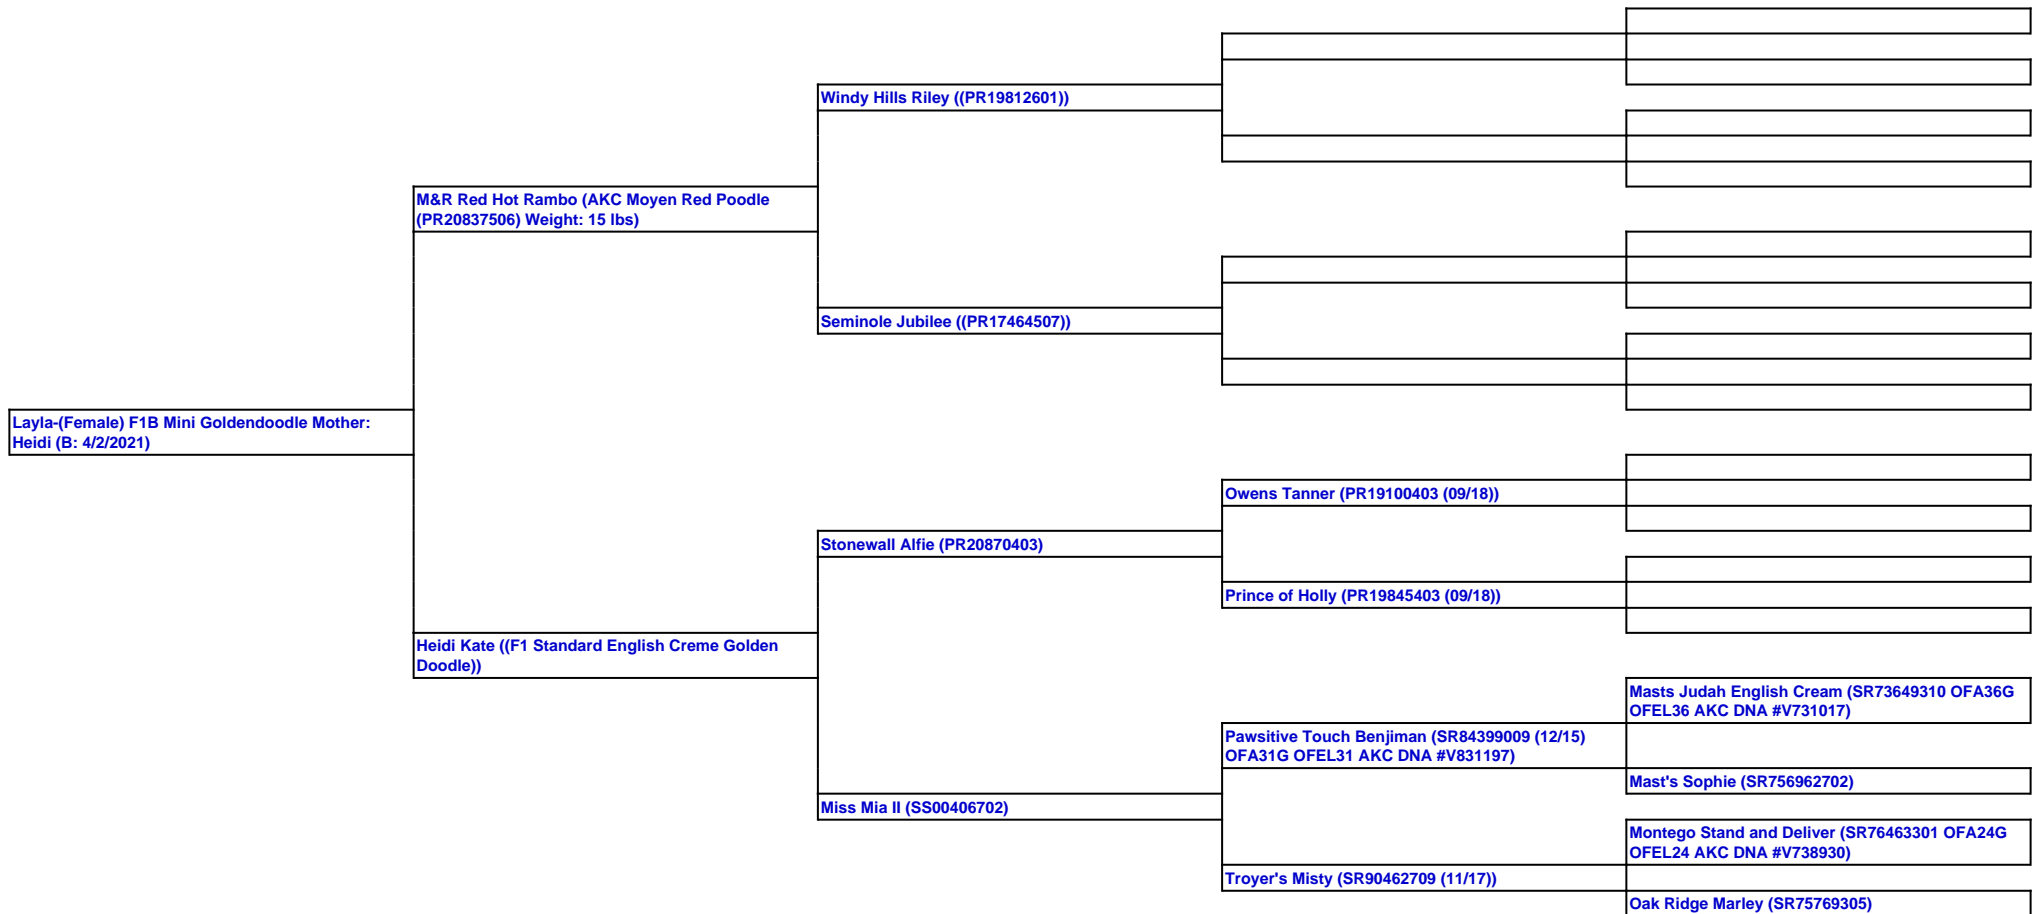 Windy Hills Riley ((PR19812601))
M&R Red Hot Rambo (AKC Moyen Red Poodle
(PR20837506) Weight: 15 lbs)
Seminole Jubilee ((PR17464507))
Layla-(Female) F1B Mini Goldendoodle Mother:
Heidi (B: 4/2/2021)
Owens Tanner (PR19100403 (09/18))
Stonewall Alfie (PR20870403)
Prince of Holly (PR19845403 (09/18))
Heidi Kate ((F1 Standard English Creme Golden
Doodle))
Masts Judah English Cream (SR73649310 OFA36G
OFEL36 AKC DNA #V731017)
Pawsitive Touch Benjiman (SR84399009 (12/15)
OFA31G OFEL31 AKC DNA #V831197)
Mast's Sophie (SR756962702)
Miss Mia II (SS00406702)
Montego Stand and Deliver (SR76463301 OFA24G
OFEL24 AKC DNA #V738930)
Troyer's Misty (SR90462709 (11/17))
Oak Ridge Marley (SR75769305)